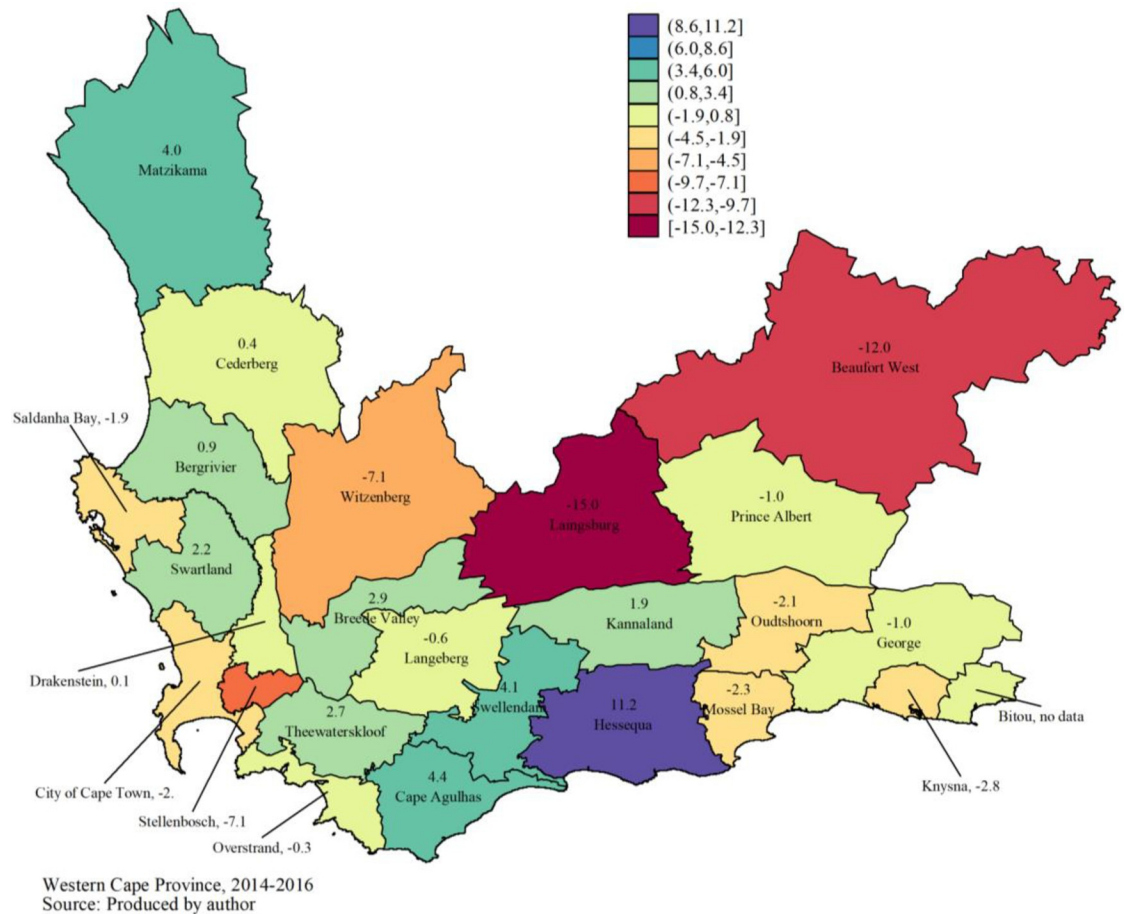 (8.6,11.2]
(6.0,8.6]
(3.4,6.0]
(0.8,3.4]
(-1.9,0.8]
(-4.5,-1.9]
(-7.1,-4.5]
(-9.7,-7.1]
(-12.3,-9.7]
[-15.0,-12.3]
4.0
Matzikama
0.4
Cederberg
-12.0
Beaufort West
Saldanha Bay, -1.9
0.9
Bergrivier
-7.1
Witzenberg
-15.0
Laingsburg
-1.0
Prince Albert
2.2
Swartland
2.9
Breede Valley
1.9
Kannaland
-2.1
Oudtshoorn
-1.0
George
-0.6
Langeberg
Drakenstein, 0.1
4.1
Swellendam
11.2
Hessequa
-2.3
Mossel Bay
2.7
Theewaterskloof
Bitou, no data
4.4
Cape Agulhas
Knysna, -2.8
City of Cape Town, -2.
Stellenbosch, -7.1
Overstrand, -0.3
Western Cape Province, 2014-2016
Source: Produced by author